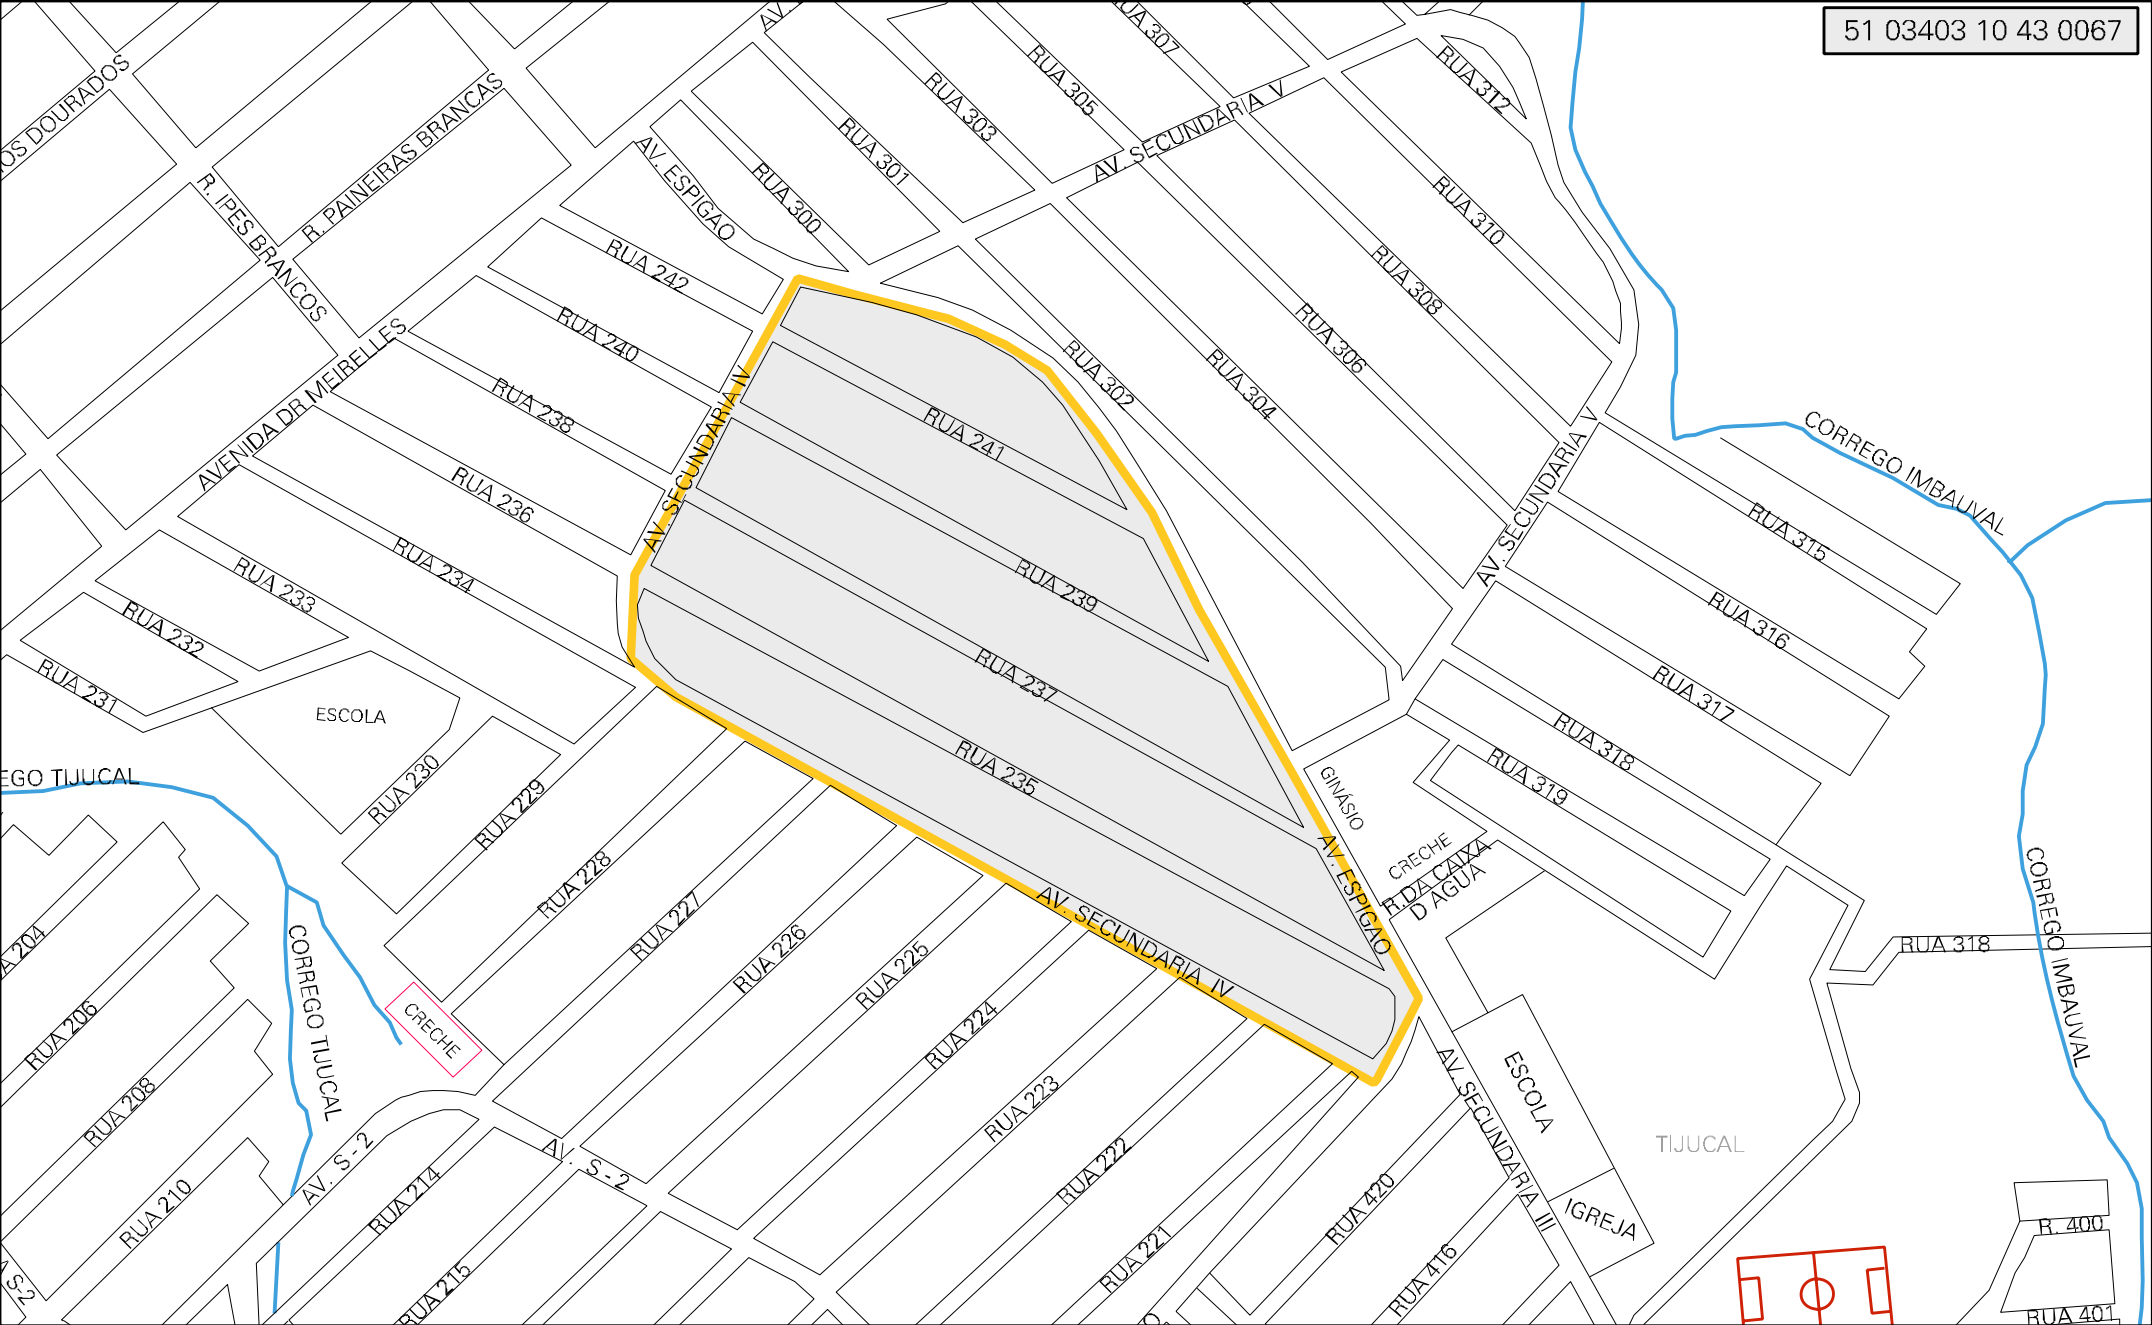 51 03403 10 43 0067
OS DOURADOS
R. PAINEIRAS BRANCAS
R. IPES BRANCOS
AVENIDA DR MEIRELLES
AV.
AV. ESPIGAO
RUA 300
RUA 301
RUA 303
RUA 305
RUA 307
RUA 312
AV. SECUNDARIA V
RUA 310
RUA 308
RUA 306
RUA 304
RUA 302
RUA 242
RUA 240
RUA 238
RUA 236
RUA 234
RUA 233
RUA 232
RUA 231
AV. SECUNDARIA IV
RUA 241
RUA 239
RUA 237
RUA 235
AV. SECUNDARIA V
CORREGO IMBAUVAL
RUA 315
RUA 316
RUA 317
RUA 318
RUA 319
ESCOLA
EGO TIJUCAL
RUA 230
RUA 229
RUA 228
RUA 227
RUA 226
RUA 225
RUA 224
RUA 223
RUA 222
RUA 221
AV. SECUNDARIA IV
GINÁSIO
CRECHE
R.DA CAIXA
D AGUA
AV. ESPIGAO
RUA 318
CORREGO IMBAUVAL
A 204
RUA 206
RUA 208
RUA 210
CORREGO TIJUCAL
CRECHE
AV. S-2
AV. S-2
RUA 214
RUA 215
A S-2
AV. SECUNDARIA III
ESCOLA
IGREJA
TIJUCAL
RUA 420
RUA 416
R. 400
RUA 401